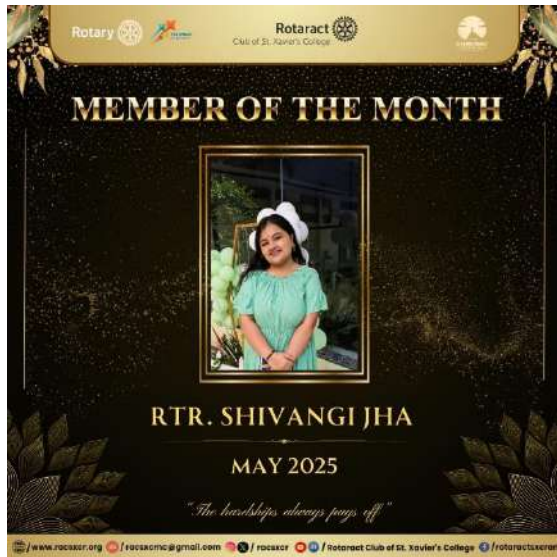 Rotary
Rotaract
Club of St. Xavier's College
MEMBER OF THE MONTH
RTR. SHIVANGI JHA
MAY 2025
"The hardships always pays off"
/www.racsxcr.org /racsxcmc@gmail.com /racsxcr /Rotaract Club of St. Xavier's College /rotaractsxcran